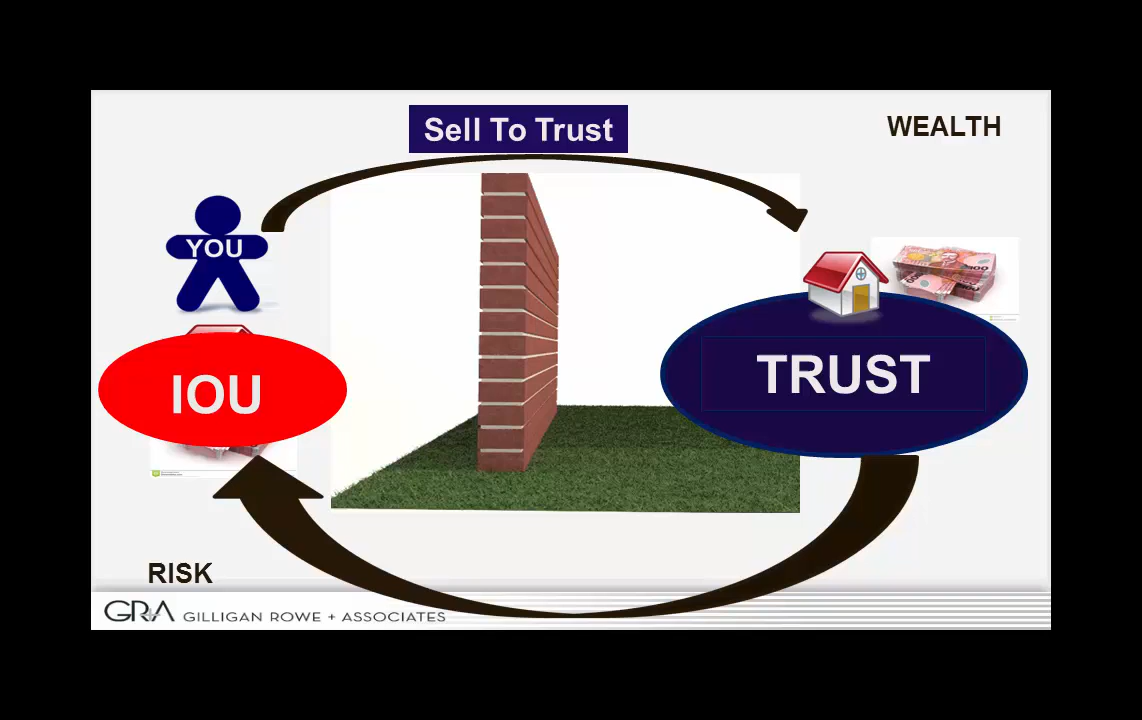 Sell To Trust
WEALTH
YOU
IOU
TRUST
RISK
GRA GILLIGAN ROWE + ASSOCIATES